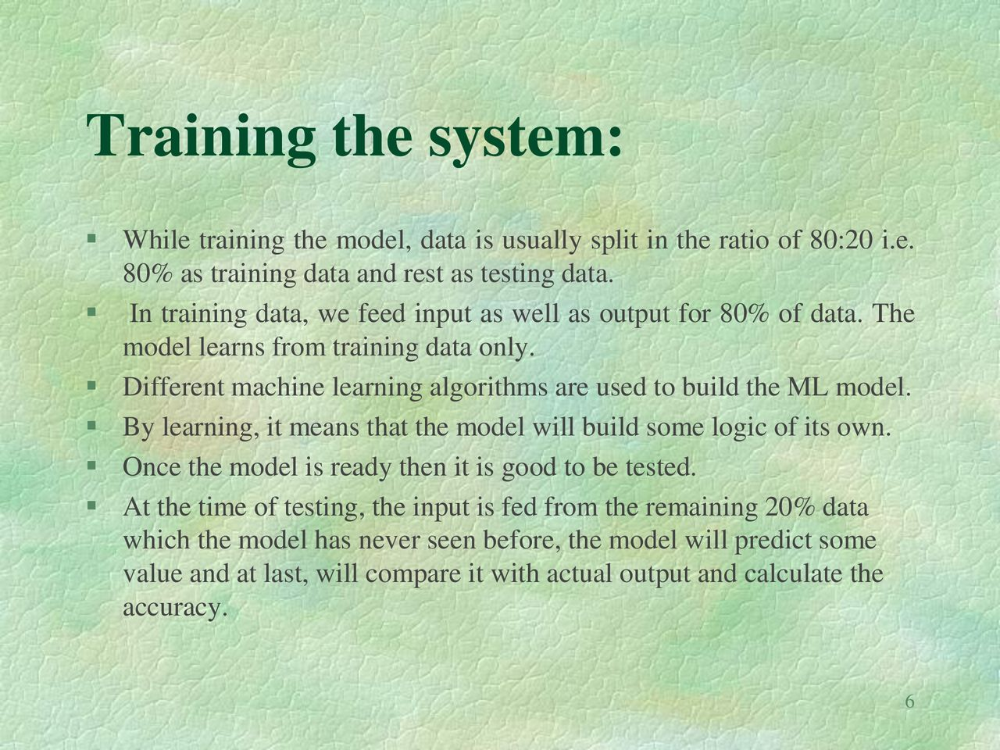 Training the system:
▪ While training the model, data is usually split in the ratio of 80:20 i.e.
80% as training data and rest as testing data.
▪ In training data, we feed input as well as output for 80% of data. The
model learns from training data only.
▪ Different machine learning algorithms are used to build the ML model.
▪ By learning, it means that the model will build some logic of its own.
▪ Once the model is ready then it is good to be tested.
▪ At the time of testing, the input is fed from the remaining 20% data
which the model has never seen before, the model will predict some
value and at last, will compare it with actual output and calculate the
accuracy.
6